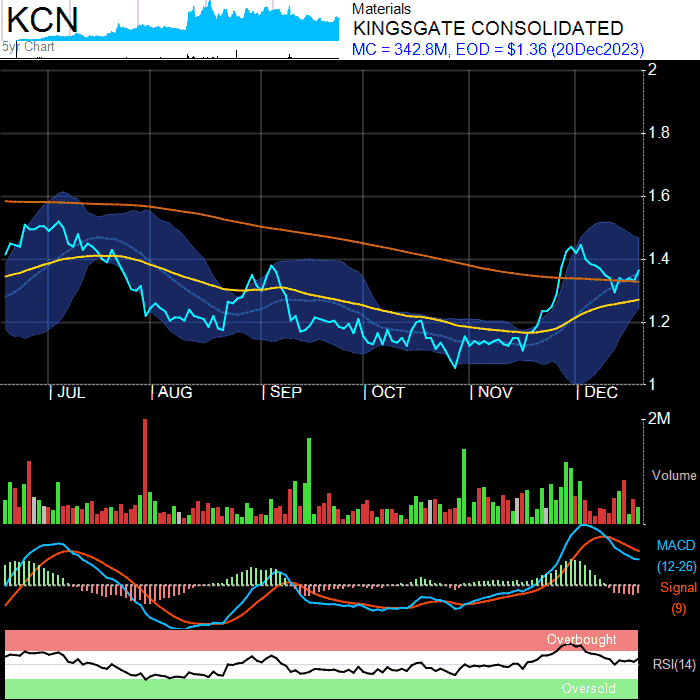 KCN
5yr Chart
Materials
KINGSGATE CONSOLIDATED
MC = 342.8M, EOD = $1.36 (20Dec2023)
2
1.8
1.6
1.4
1.2
1
| JUL | AUG | SEP | OCT | NOV | DEC
2M
Volume
MACD
(12-26)
Signal
(9)
Overbought
RSI(14)
Oversold